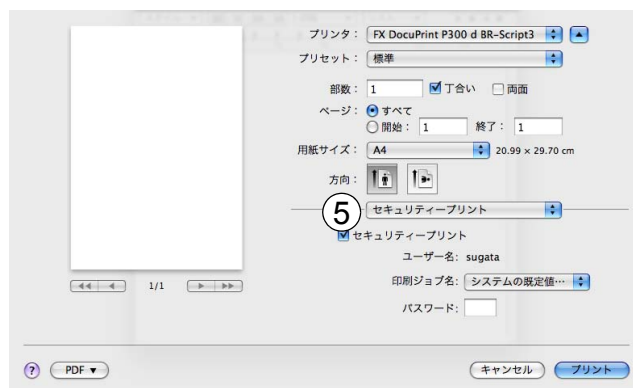 プリンタ： FX DocuPrint P300 d BR-Script3
プリセット： 標準
部数： 1 丁合い 両面
ページ： すべて
開始： 1 終了： 1
用紙サイズ： A4 20.99 × 29.70 cm
方向：
⑤ セキュリティープリント
セキュリティープリント
ユーザー名： sugata
1/1 印刷ジョブ名： システムの既定値…
パスワード：
? PDF ▼ キャンセル プリント